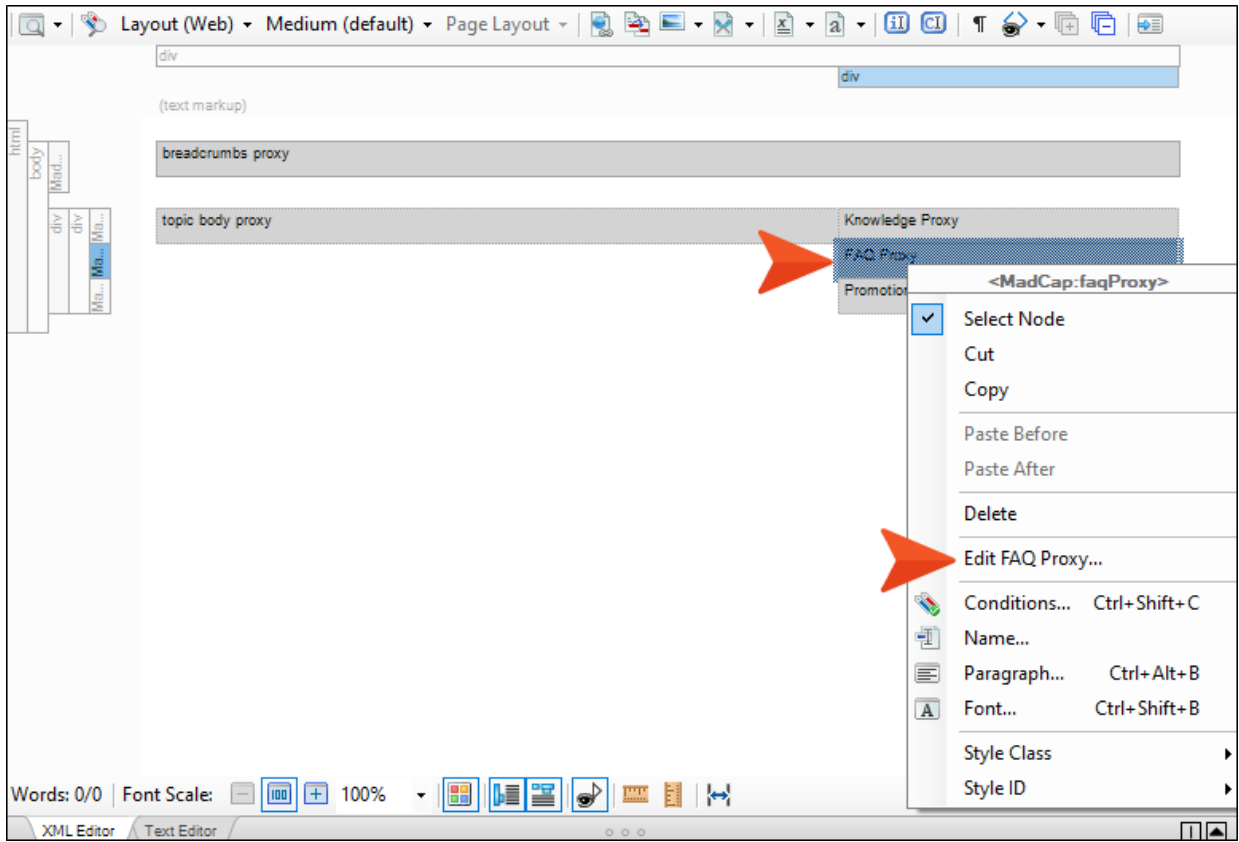 Layout (Web) Medium (default) Page Layout
div
div
(text markup)
html
body
Mad...
breadcrumbs proxy
div
div
Ma...
Ma...
Ma...
topic body proxy
Knowledge Proxy
FAQ Proxy
Promotion
<MadCap:faqProxy>
Select Node
Cut
Copy
Paste Before
Paste After
Delete
Edit FAQ Proxy...
Conditions... Ctrl+Shift+C
Name...
Paragraph... Ctrl+Alt+B
Font... Ctrl+Shift+B
Style Class
Style ID
Words: 0/0 Font Scale: 100%
XML Editor Text Editor